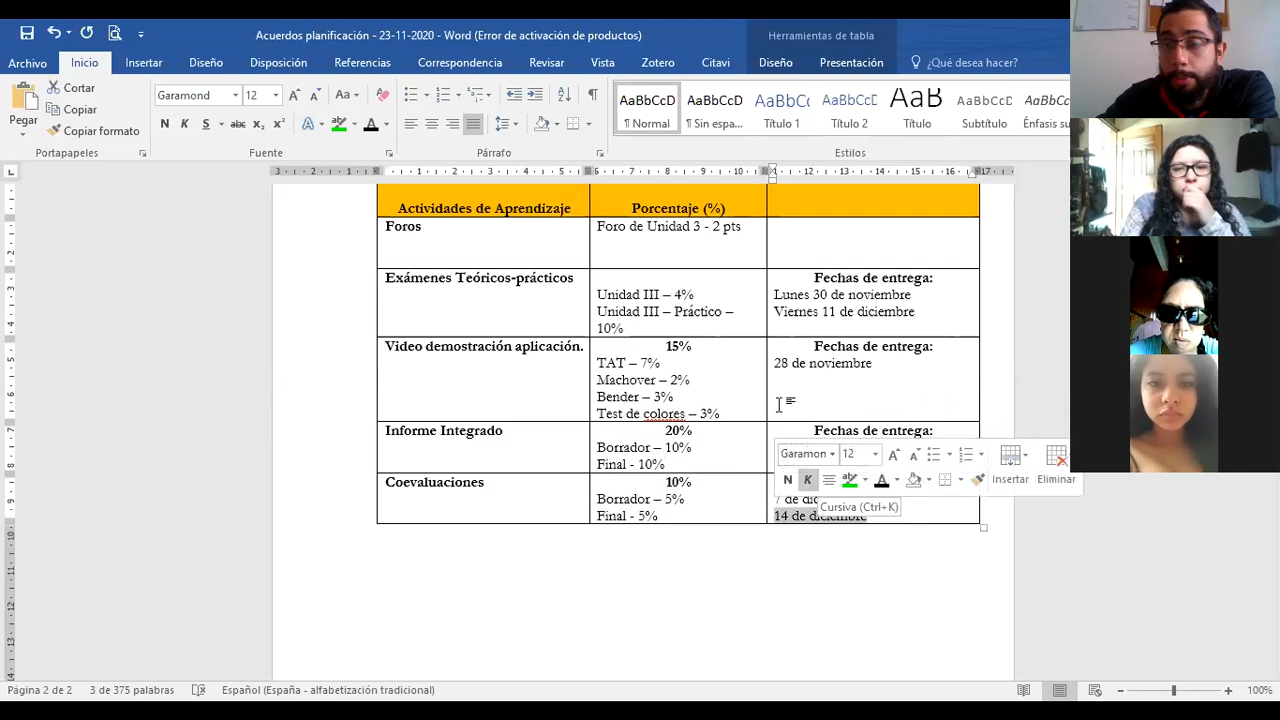 Acuerdos planificación - 23-11-2020 - Word (Error de activación de productos)
Herramientas de tabla
Archivo Inicio Insertar Diseño Disposición Referencias Correspondencia Revisar Vista Zotero Citavi Diseño Presentación ¿Qué desea hacer?
Pegar
Cortar
Copiar
Copiar formato
Portapapeles
Garamond 12
N K S abc x₂ x²
Fuente
Párrafo
AaBbCcD AaBbCcD AaBbCcD AaBbCcD AaB AaBbCcD AaBbCcD
¶ Normal ¶ Sin espa... Título 1 Título 2 Título Subtítulo Énfasis su
Estilos
Actividades de Aprendizaje Porcentaje (%)
Foros Foro de Unidad 3 - 2 pts
Exámenes Teóricos-prácticos
Unidad III – 4%
Unidad III – Práctico –
10%
Fechas de entrega:
Lunes 30 de noviembre
Viernes 11 de diciembre
Video demostración aplicación.
15%
TAT – 7%
Machover – 2%
Bender – 3%
Test de colores – 3%
Fechas de entrega:
28 de noviembre
Informe Integrado
20%
Borrador – 10%
Final - 10%
Fechas de entrega:
Coevaluaciones
10%
Borrador – 5%
Final - 5%
7 de
14 de diciembre
Garamon 12
N K
Insertar Eliminar
Cursiva (Ctrl+K)
Página 2 de 2 3 de 375 palabras Español (España - alfabetización tradicional) 100%